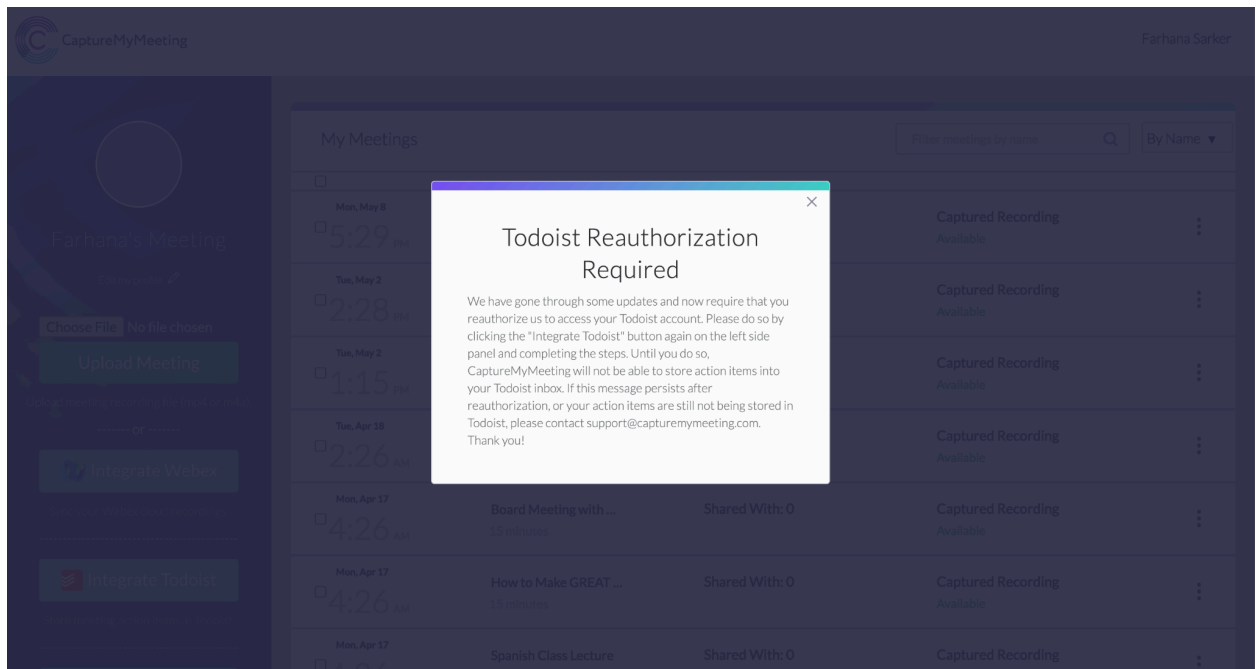 CaptureMyMeeting
Farhana Sarker
My Meetings
Filter meetings by name
By Name ▼
Farhana's Meeting
Choose File No file chosen
Upload Meeting
or
Integrate Webex
Integrate Todoist
Todoist Reauthorization
Required
We have gone through some updates and now require that you
reauthorize us to access your Todoist account. Please do so by
clicking the "Integrate Todoist" button again on the left side
panel and completing the steps. Until you do so,
CaptureMyMeeting will not be able to store action items into
your Todoist inbox. If this message persists after
reauthorization, or your action items are still not being stored in
Todoist, please contact support@capturemymeeting.com.
Thank you!
Mon, May 8
5:29 PM
Captured Recording
Available
Tue, May 2
2:28
Captured Recording
Available
Tue, May 2
1:15
Captured Recording
Available
Tue, Apr 18
2:26 AM
Captured Recording
Available
Mon, Apr 17
4:26 AM
Board Meeting with ...
15 minutes
Shared With: 0
Captured Recording
Available
Mon, Apr 17
4:26 AM
How to Make GREAT ...
15 minutes
Shared With: 0
Captured Recording
Available
Mon, Apr 17
Spanish Class Lecture
Shared With: 0
Captured Recording